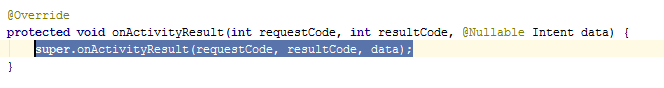 @Override
protected void onActivityResult(int requestCode, int resultCode, @Nullable Intent data) {
super.onActivityResult(requestCode, resultCode, data);
}